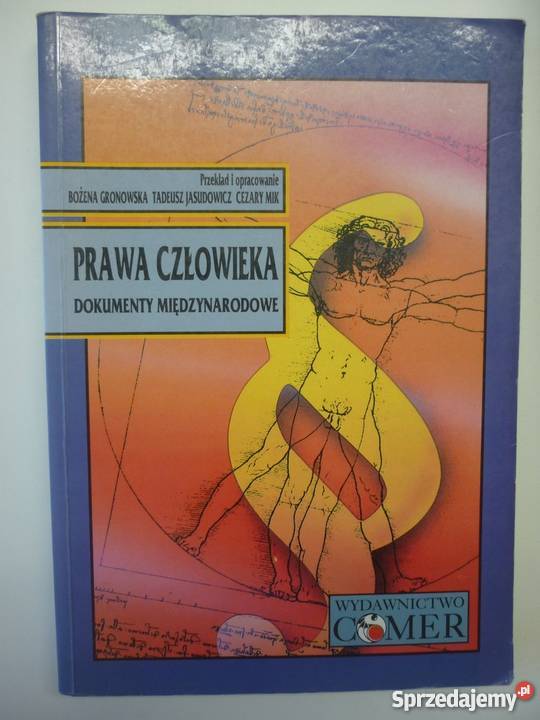 Przekład i opracowanie
BOŻENA GRONOWSKA TADEUSZ JASUDOWICZ CEZARY MIK
PRAWA CZŁOWIEKA
DOKUMENTY MIĘDZYNARODOWE
WYDAWNICTWO
COMER
Sprzedajemy.pl